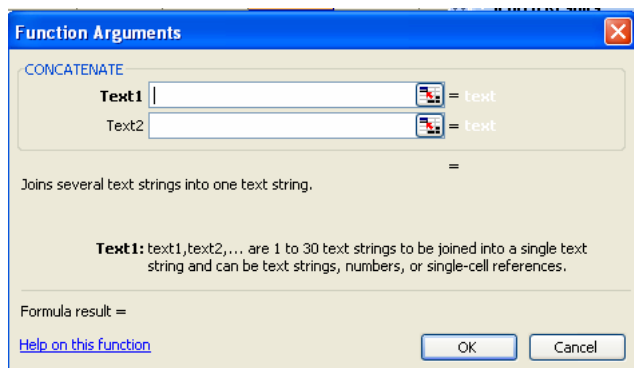 Function Arguments
CONCATENATE
Text1 = text
Text2 = text
=
Joins several text strings into one text string.
Text1: text1,text2,... are 1 to 30 text strings to be joined into a single text
string and can be text strings, numbers, or single-cell references.
Formula result =
Help on this function
OK Cancel